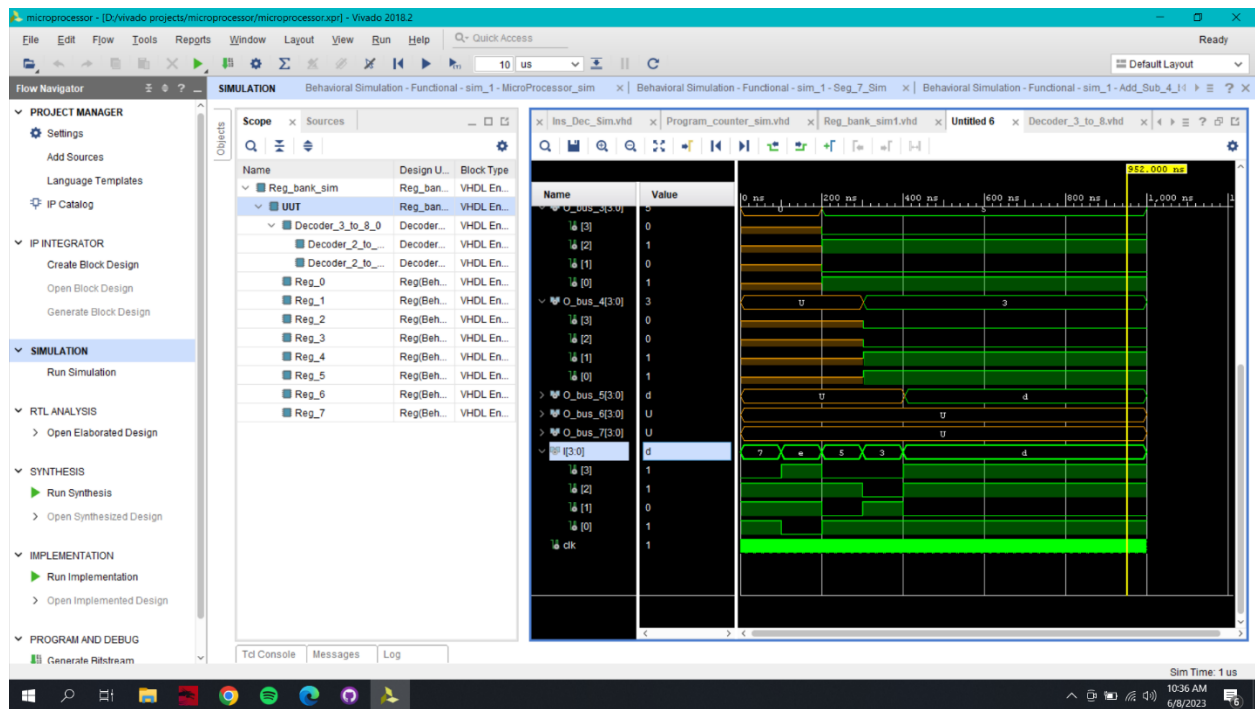 microprocessor - [D:/vivado projects/microprocessor/microprocessor.xpr] - Vivado 2018.2
File Edit Flow Tools Reports Window Layout View Run Help Q- Quick Access Ready
10 us Default Layout
Flow Navigator
SIMULATION Behavioral Simulation - Functional - sim_1 - MicroProcessor_sim Behavioral Simulation - Functional - sim_1 - Seg_7_Sim Behavioral Simulation - Functional - sim_1 - Add_Sub_4_
PROJECT MANAGER
Settings
Add Sources
Language Templates
IP Catalog
IP INTEGRATOR
Create Block Design
Open Block Design
Generate Block Design
SIMULATION
Run Simulation
RTL ANALYSIS
Open Elaborated Design
SYNTHESIS
Run Synthesis
Open Synthesized Design
IMPLEMENTATION
Run Implementation
Open Implemented Design
PROGRAM AND DEBUG
Generate Bitstream
Objects
Scope Sources
Name Design U... Block Type
Reg_bank_sim Reg_ban... VHDL En...
UUT Reg_ban... VHDL En...
Decoder_3_to_8_0 Decoder... VHDL En...
Decoder_2_to_... Decoder... VHDL En...
Decoder_2_to_... Decoder... VHDL En...
Reg_0 Reg(Beh... VHDL En...
Reg_1 Reg(Beh... VHDL En...
Reg_2 Reg(Beh... VHDL En...
Reg_3 Reg(Beh... VHDL En...
Reg_4 Reg(Beh... VHDL En...
Reg_5 Reg(Beh... VHDL En...
Reg_6 Reg(Beh... VHDL En...
Reg_7 Reg(Beh... VHDL En...
Ins_Dec_Sim.vhd Program_counter_sim.vhd Reg_bank_sim1.vhd Untitled 6 Decoder_3_to_8.vhd
952.000 ns
Name Value 0 ns 200 ns 400 ns 600 ns 800 ns 1,000 ns 1
O_bus_3[3:0] 5 U 5
[3] 0
[2] 1
[1] 0
[0] 1
O_bus_4[3:0] 3 U 3
[3] 0
[2] 0
[1] 1
[0] 1
O_bus_5[3:0] d U d
O_bus_6[3:0] U U
O_bus_7[3:0] U U
I[3:0] d 7 e 5 3 d
[3] 1
[2] 1
[1] 0
[0] 1
clk 1
Tcl Console Messages Log
Sim Time: 1 us
10:36 AM
6/8/2023
6